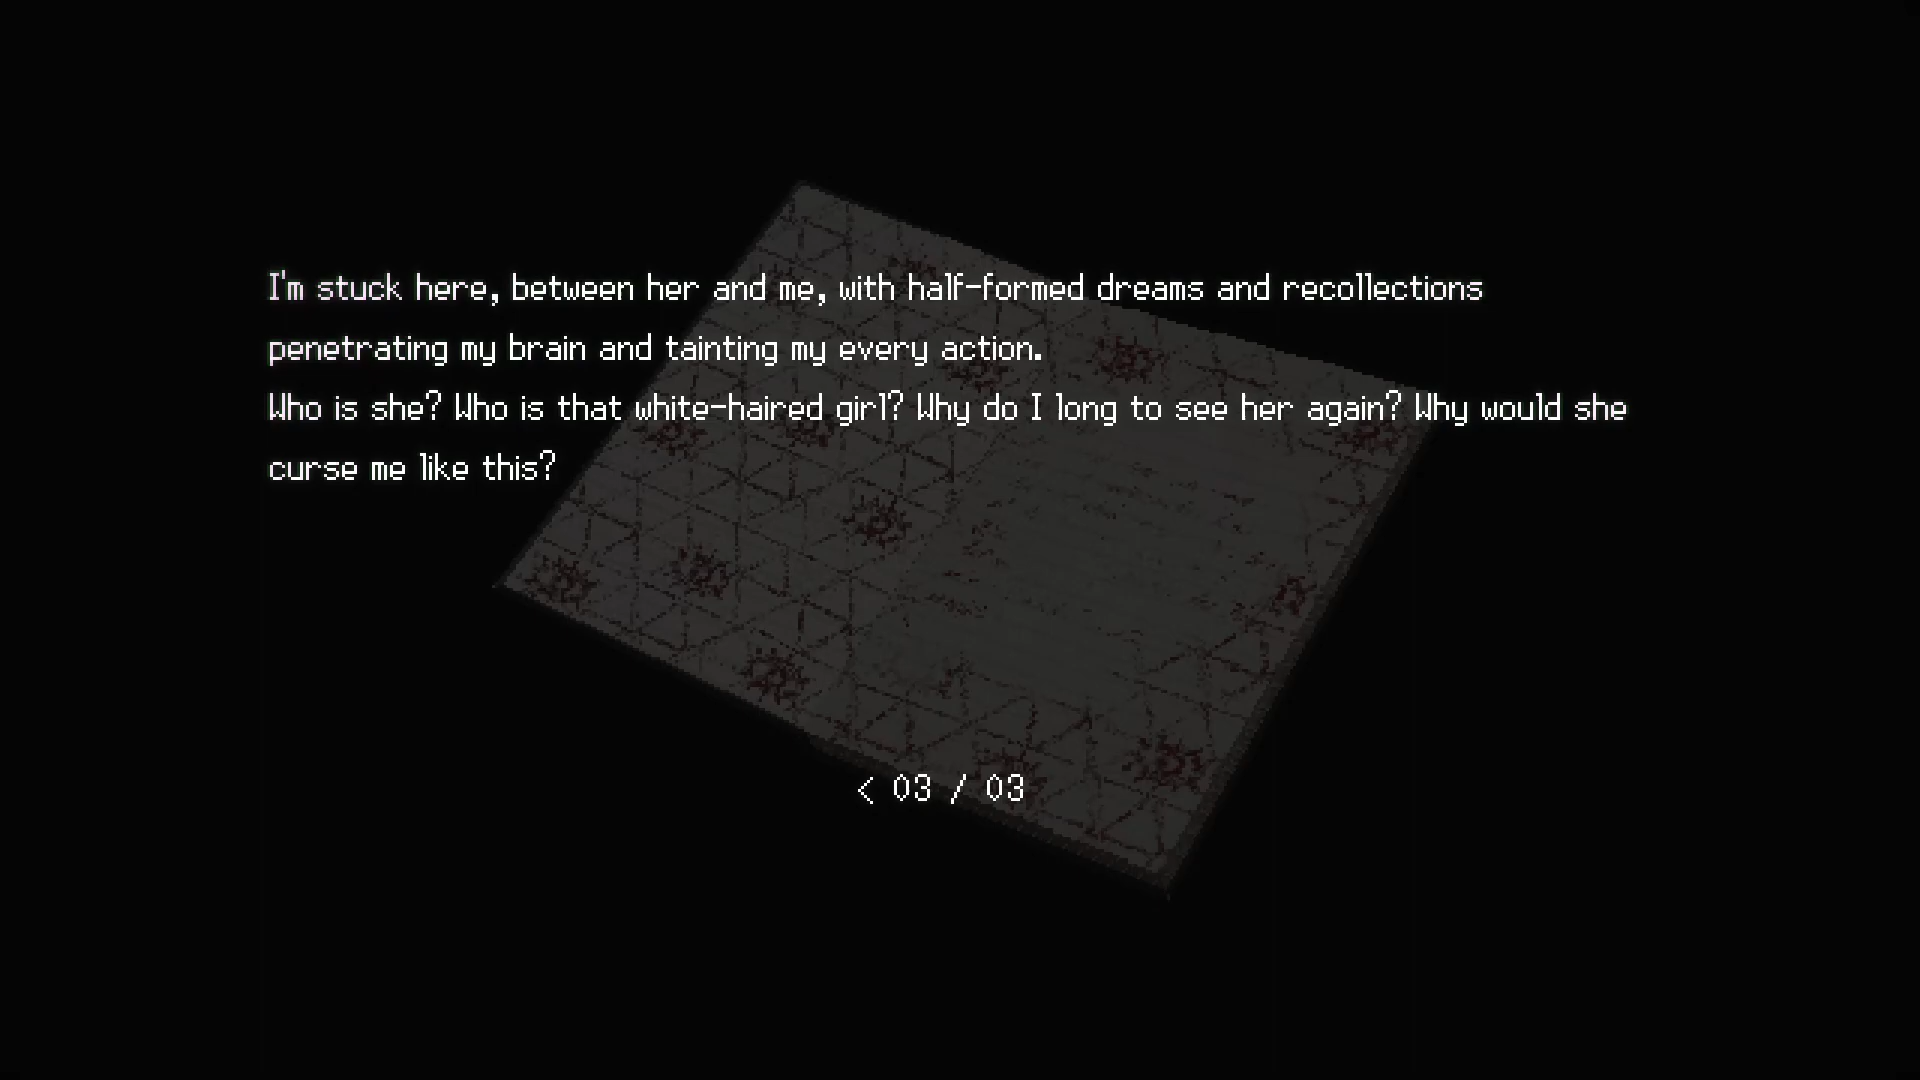 I'm stuck here, between her and me, with half-formed dreams and recollections
penetrating my brain and tainting my every action.
Who is she? Who is that white-haired girl? Why do I long to see her again? Why would she
curse me like this?
< 03 / 03